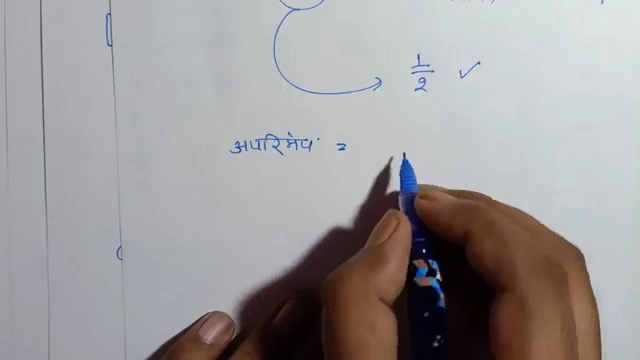 1/2 ✓
अपरिमेय =